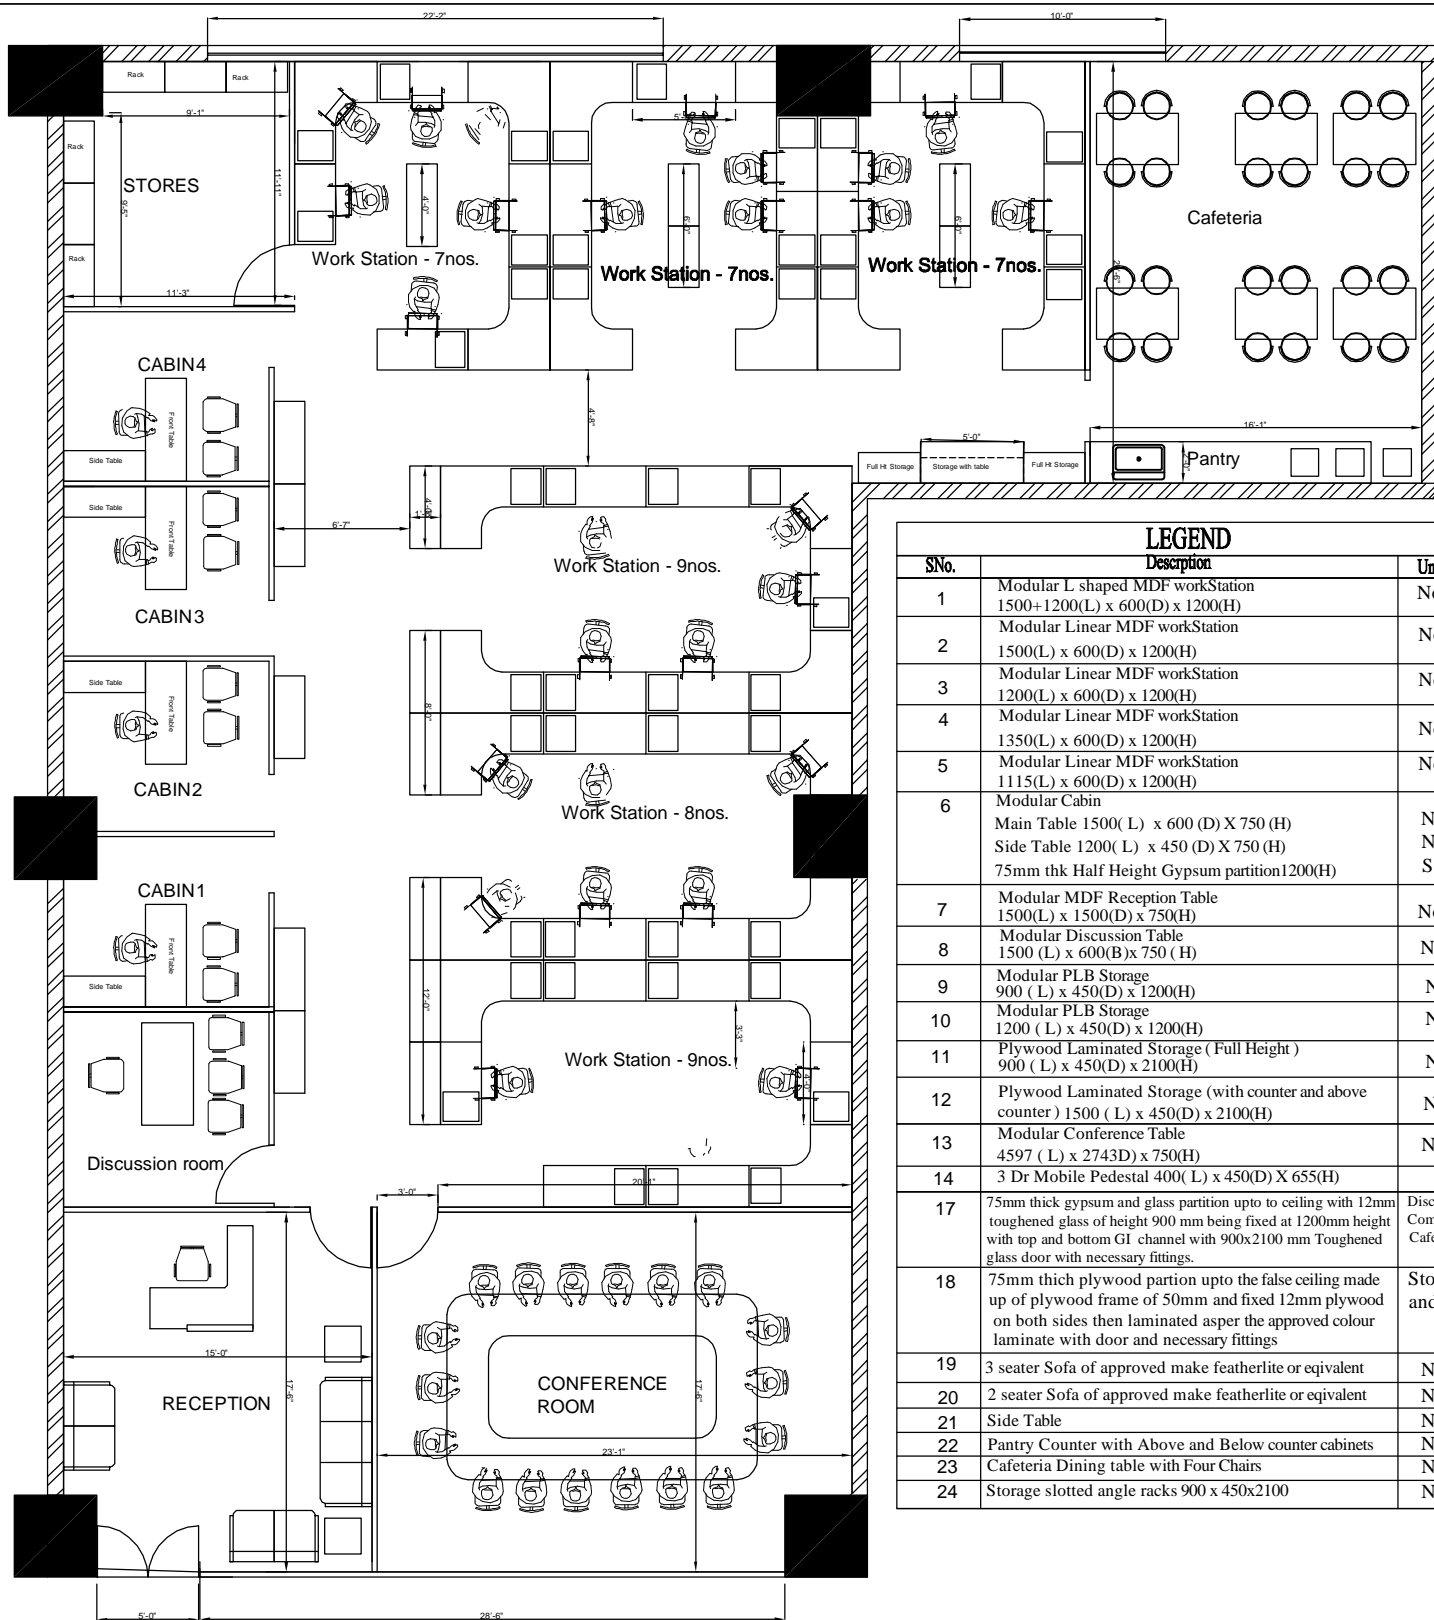 22'-2"
10'-0"
Rack
Rack
9'-1"
5'
Rack
STORES
11'-11"
9'-5"
4'-0"
6'-0"
6'-0"
Cafeteria
Rack
Work Station - 7nos.
Work Station - 7nos.
Work Station - 7nos.
11'-3"
CABIN4
Front Table
Side Table
4'-8"
16'-1"
5'-0"
Full Ht Storage
Storage with table
Full Ht Storage
2'-0"
Pantry
Side Table
Front Table
4'-0"
6'-7"
Work Station - 9nos.
CABIN3
Side Table
Front Table
8'-0"
CABIN2
Work Station - 8nos.
CABIN1
Front Table
Side Table
12'-0"
3'-3"
Work Station - 9nos.
4'-0"
Discussion room
3'-0"
20'-1"
15'-0"
17'-6"
RECEPTION
CONFERENCE
ROOM
17'-6"
23'-1"
5'-0"
28'-6"
LEGEND
SNo. Descrption
1 Modular L shaped MDF workStation
1500+1200(L) x 600(D) x 1200(H)
2 Modular Linear MDF workStation
1500(L) x 600(D) x 1200(H)
3 Modular Linear MDF workStation
1200(L) x 600(D) x 1200(H)
4 Modular Linear MDF workStation
1350(L) x 600(D) x 1200(H)
5 Modular Linear MDF workStation
1115(L) x 600(D) x 1200(H)
6 Modular Cabin
Main Table 1500( L) x 600 (D) X 750 (H)
Side Table 1200( L) x 450 (D) X 750 (H)
75mm thk Half Height Gypsum partition1200(H)
7 Modular MDF Reception Table
1500(L) x 1500(D) x 750(H)
8 Modular Discussion Table
1500 (L) x 600(B)x 750 ( H)
9 Modular PLB Storage
900 ( L) x 450(D) x 1200(H)
10 Modular PLB Storage
1200 ( L) x 450(D) x 1200(H)
11 Plywood Laminated Storage ( Full Height )
900 ( L) x 450(D) x 2100(H)
12 Plywood Laminated Storage (with counter and above
counter ) 1500 ( L) x 450(D) x 2100(H)
13 Modular Conference Table
4597 ( L) x 2743D) x 750(H)
14 3 Dr Mobile Pedestal 400( L) x 450(D) X 655(H)
17 75mm thick gypsum and glass partition upto to ceiling with 12mm
toughened glass of height 900 mm being fixed at 1200mm height
with top and bottom GI channel with 900x2100 mm Toughened
glass door with necessary fittings.
18 75mm thich plywood partion upto the false ceiling made
up of plywood frame of 50mm and fixed 12mm plywood
on both sides then laminated asper the approved colour
laminate with door and necessary fittings
19 3 seater Sofa of approved make featherlite or eqivalent
20 2 seater Sofa of approved make featherlite or eqivalent
21 Side Table
22 Pantry Counter with Above and Below counter cabinets
23 Cafeteria Dining table with Four Chairs
24 Storage slotted angle racks 900 x 450x2100